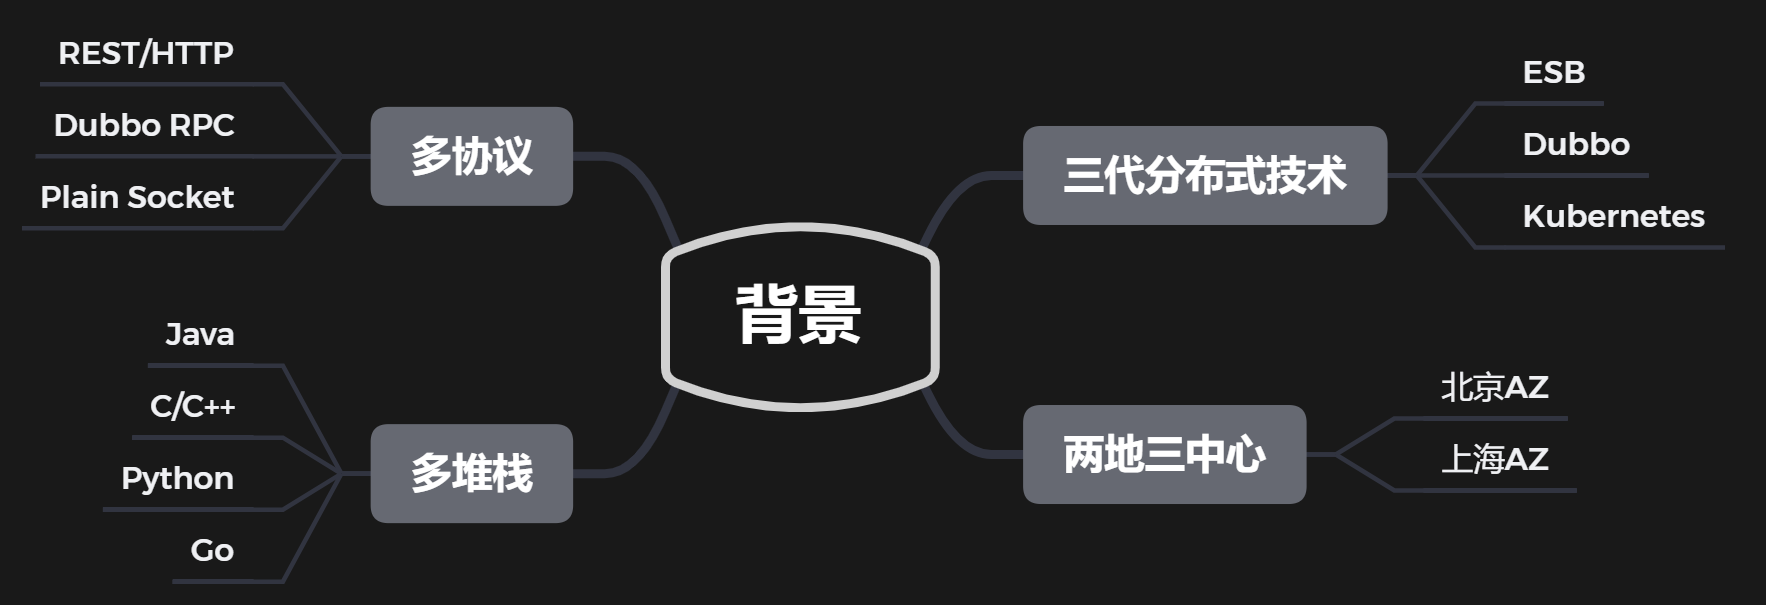 背景
多协议
REST/HTTP
Dubbo RPC
Plain Socket
多堆栈
Java
C/C++
Python
Go
三代分布式技术
ESB
Dubbo
Kubernetes
两地三中心
北京AZ
上海AZ